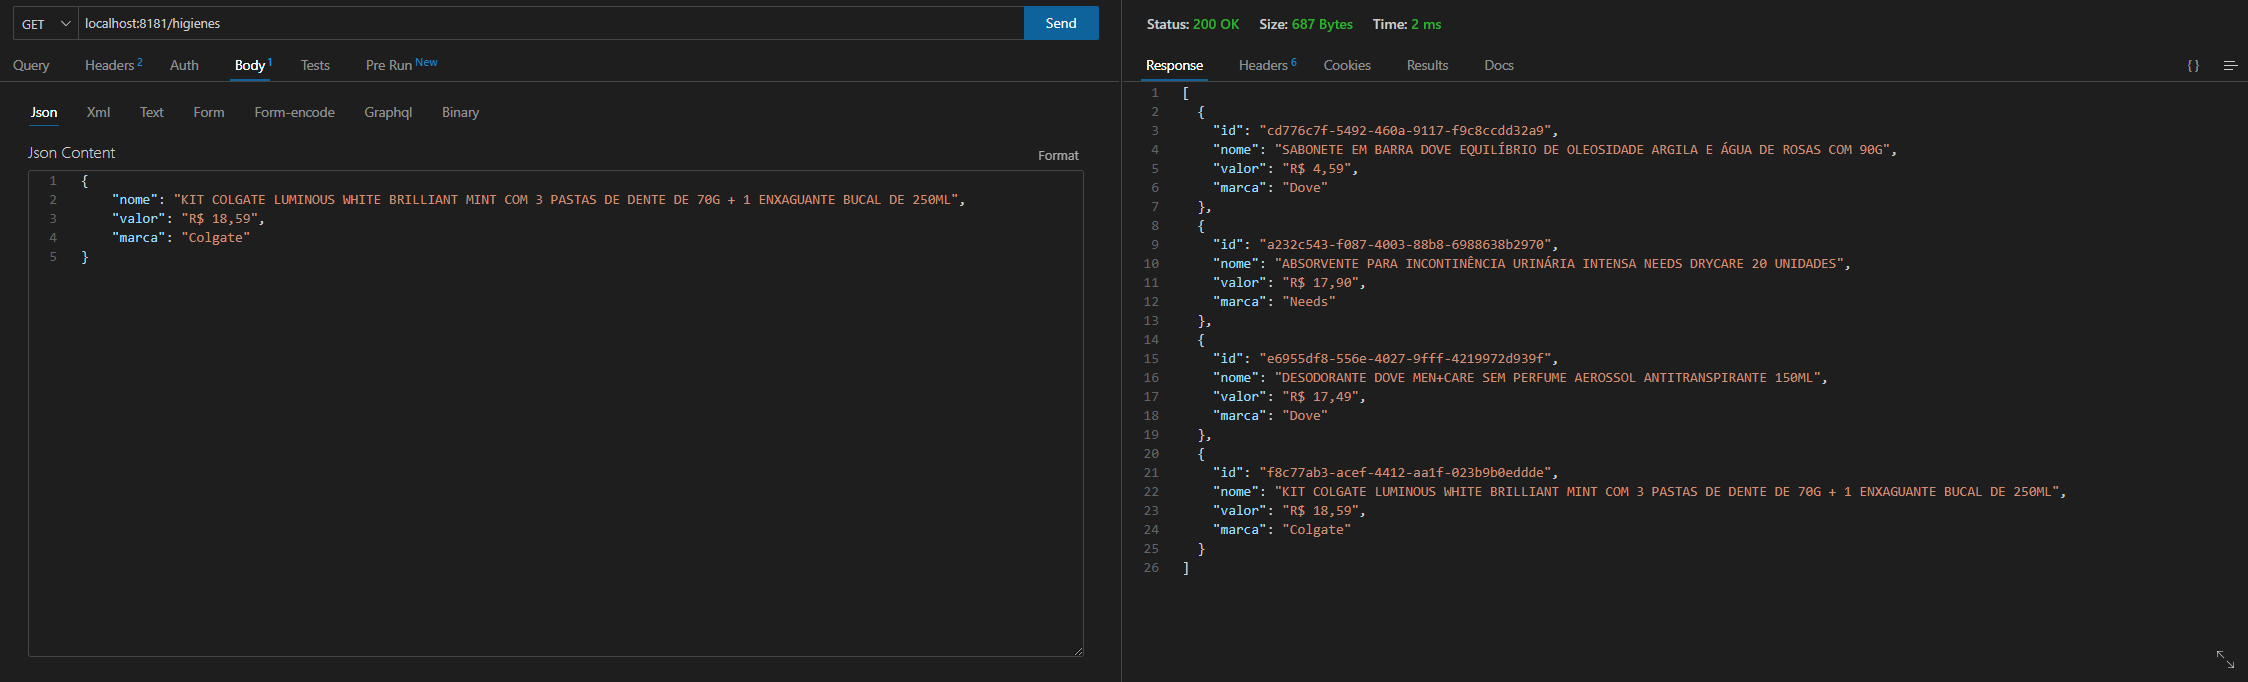 GET localhost:8181/higienes Send
Query Headers 2 Auth Body 1 Tests Pre Run New
Json Xml Text Form Form-encode Graphql Binary
Json Content Format
1 {
2 "nome": "KIT COLGATE LUMINOUS WHITE BRILLIANT MINT COM 3 PASTAS DE DENTE DE 70G + 1 ENXAGUANTE BUCAL DE 250ML",
3 "valor": "R$ 18,59",
4 "marca": "Colgate"
5 }
Status: 200 OK Size: 687 Bytes Time: 2 ms
Response Headers 6 Cookies Results Docs { }
1 [
2 {
3 "id": "cd776c7f-5492-460a-9117-f9c8ccdd32a9",
4 "nome": "SABONETE EM BARRA DOVE EQUILÍBRIO DE OLEOSIDADE ARGILA E ÁGUA DE ROSAS COM 90G",
5 "valor": "R$ 4,59",
6 "marca": "Dove"
7 },
8 {
9 "id": "a232c543-f087-4003-88b8-6988638b2970",
10 "nome": "ABSORVENTE PARA INCONTINÊNCIA URINÁRIA INTENSA NEEDS DRYCARE 20 UNIDADES",
11 "valor": "R$ 17,90",
12 "marca": "Needs"
13 },
14 {
15 "id": "e6955df8-556e-4027-9fff-4219972d939f",
16 "nome": "DESODORANTE DOVE MEN+CARE SEM PERFUME AEROSSOL ANTITRANSPIRANTE 150ML",
17 "valor": "R$ 17,49",
18 "marca": "Dove"
19 },
20 {
21 "id": "f8c77ab3-acef-4412-aa1f-023b9b0eddde",
22 "nome": "KIT COLGATE LUMINOUS WHITE BRILLIANT MINT COM 3 PASTAS DE DENTE DE 70G + 1 ENXAGUANTE BUCAL DE 250ML",
23 "valor": "R$ 18,59",
24 "marca": "Colgate"
25 }
26 ]